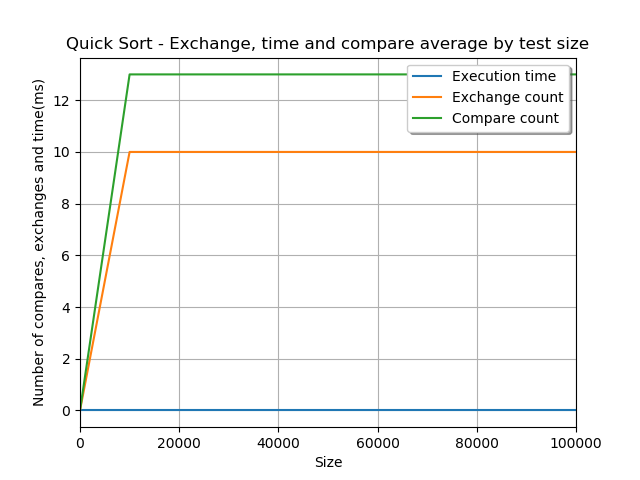 Quick Sort - Exchange, time and compare average by test size
Number of compares, exchanges and time(ms)
12
10
8
6
4
2
0
Execution time
Exchange count
Compare count
0 20000 40000 60000 80000 100000
Size